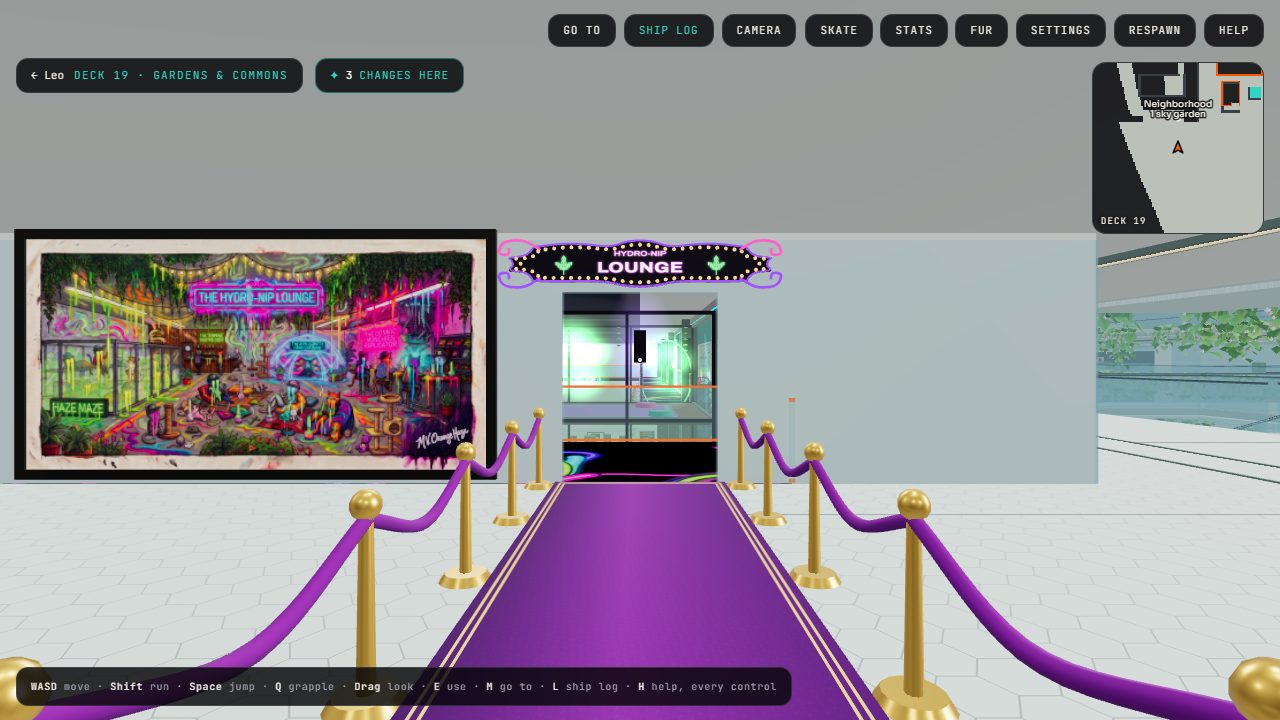 GO TO
SHIP LOG
CAMERA
SKATE
STATS
FUR
SETTINGS
RESPAWN
HELP
← Leo DECK 19 · GARDENS & COMMONS
✦ 3 CHANGES HERE
Neighborhood
1 sky garden
DECK 19
HYDRO-NIP
LOUNGE
THE HYDRO-NIP LOUNGE
HAZE MAZE
WASD move · Shift run · Space jump · Q grapple · Drag look · E use · M go to · L ship log · H help, every control